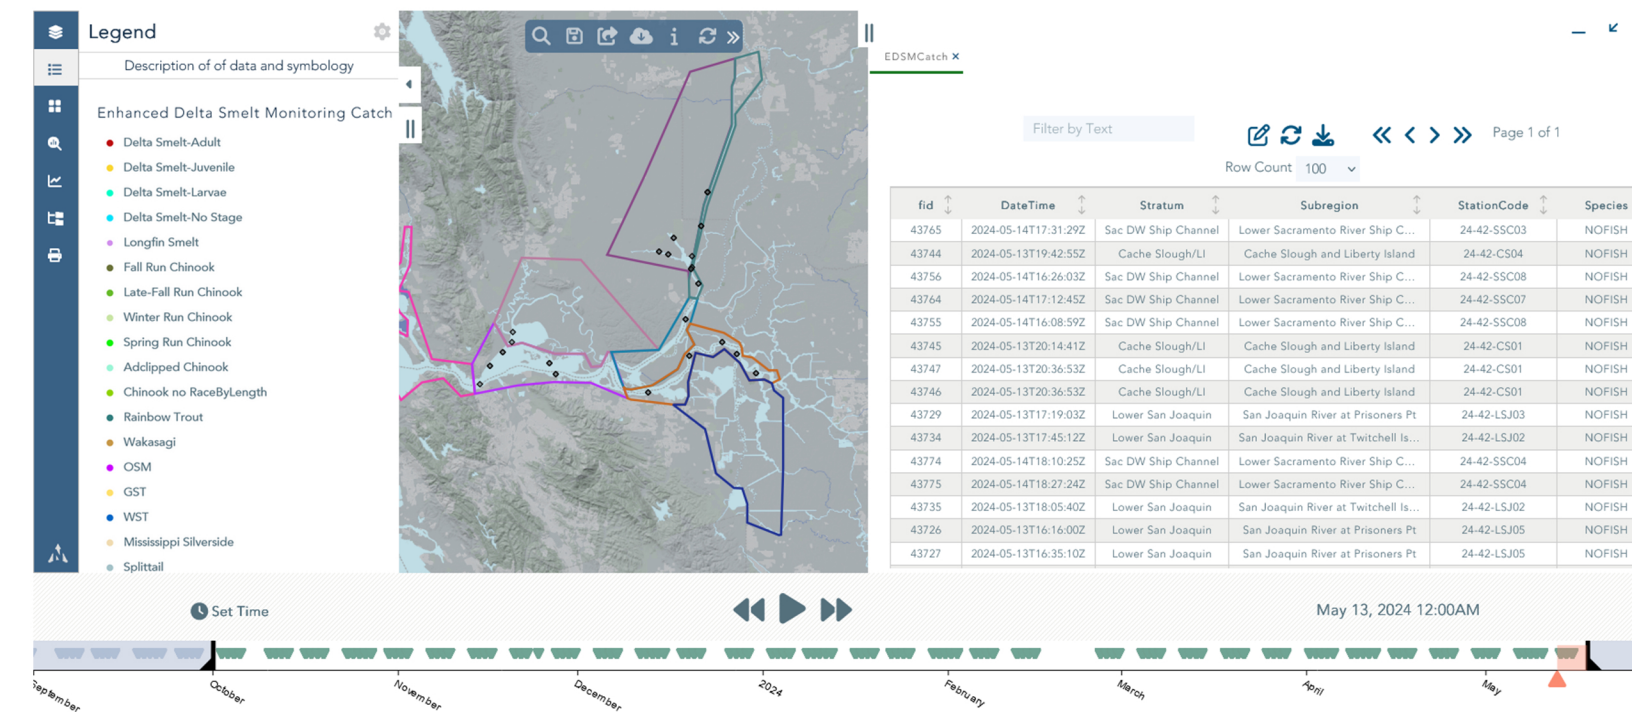 Legend
Description of of data and symbology
Enhanced Delta Smelt Monitoring Catch
Delta Smelt-Adult
Delta Smelt-Juvenile
Delta Smelt-Larvae
Delta Smelt-No Stage
Longfin Smelt
Fall Run Chinook
Late-Fall Run Chinook
Winter Run Chinook
Spring Run Chinook
Adclipped Chinook
Chinook no RaceByLength
Rainbow Trout
Wakasagi
OSM
GST
WST
Mississippi Silverside
Splittail
EDSMCatch ×
Filter by Text
Page 1 of 1
Row Count 100
fid DateTime Stratum Subregion StationCode Species
43765 2024-05-14T17:31:29Z Sac DW Ship Channel Lower Sacramento River Ship C... 24-42-SSC03 NOFISH
43744 2024-05-13T19:42:55Z Cache Slough/LI Cache Slough and Liberty Island 24-42-CS04 NOFISH
43756 2024-05-14T16:26:03Z Sac DW Ship Channel Lower Sacramento River Ship C... 24-42-SSC08 NOFISH
43764 2024-05-14T17:12:45Z Sac DW Ship Channel Lower Sacramento River Ship C... 24-42-SSC07 NOFISH
43755 2024-05-14T16:08:59Z Sac DW Ship Channel Lower Sacramento River Ship C... 24-42-SSC08 NOFISH
43745 2024-05-13T20:14:41Z Cache Slough/LI Cache Slough and Liberty Island 24-42-CS01 NOFISH
43747 2024-05-13T20:36:53Z Cache Slough/LI Cache Slough and Liberty Island 24-42-CS01 NOFISH
43746 2024-05-13T20:36:53Z Cache Slough/LI Cache Slough and Liberty Island 24-42-CS01 NOFISH
43729 2024-05-13T17:19:03Z Lower San Joaquin San Joaquin River at Prisoners Pt 24-42-LSJ03 NOFISH
43734 2024-05-13T17:45:12Z Lower San Joaquin San Joaquin River at Twitchell Is... 24-42-LSJ02 NOFISH
43774 2024-05-14T18:10:25Z Sac DW Ship Channel Lower Sacramento River Ship C... 24-42-SSC04 NOFISH
43775 2024-05-14T18:27:24Z Sac DW Ship Channel Lower Sacramento River Ship C... 24-42-SSC04 NOFISH
43735 2024-05-13T18:05:40Z Lower San Joaquin San Joaquin River at Twitchell Is... 24-42-LSJ02 NOFISH
43726 2024-05-13T16:16:00Z Lower San Joaquin San Joaquin River at Prisoners Pt 24-42-LSJ05 NOFISH
43727 2024-05-13T16:35:10Z Lower San Joaquin San Joaquin River at Prisoners Pt 24-42-LSJ05 NOFISH
Set Time
May 13, 2024 12:00AM
September October November December 2024 February March April May